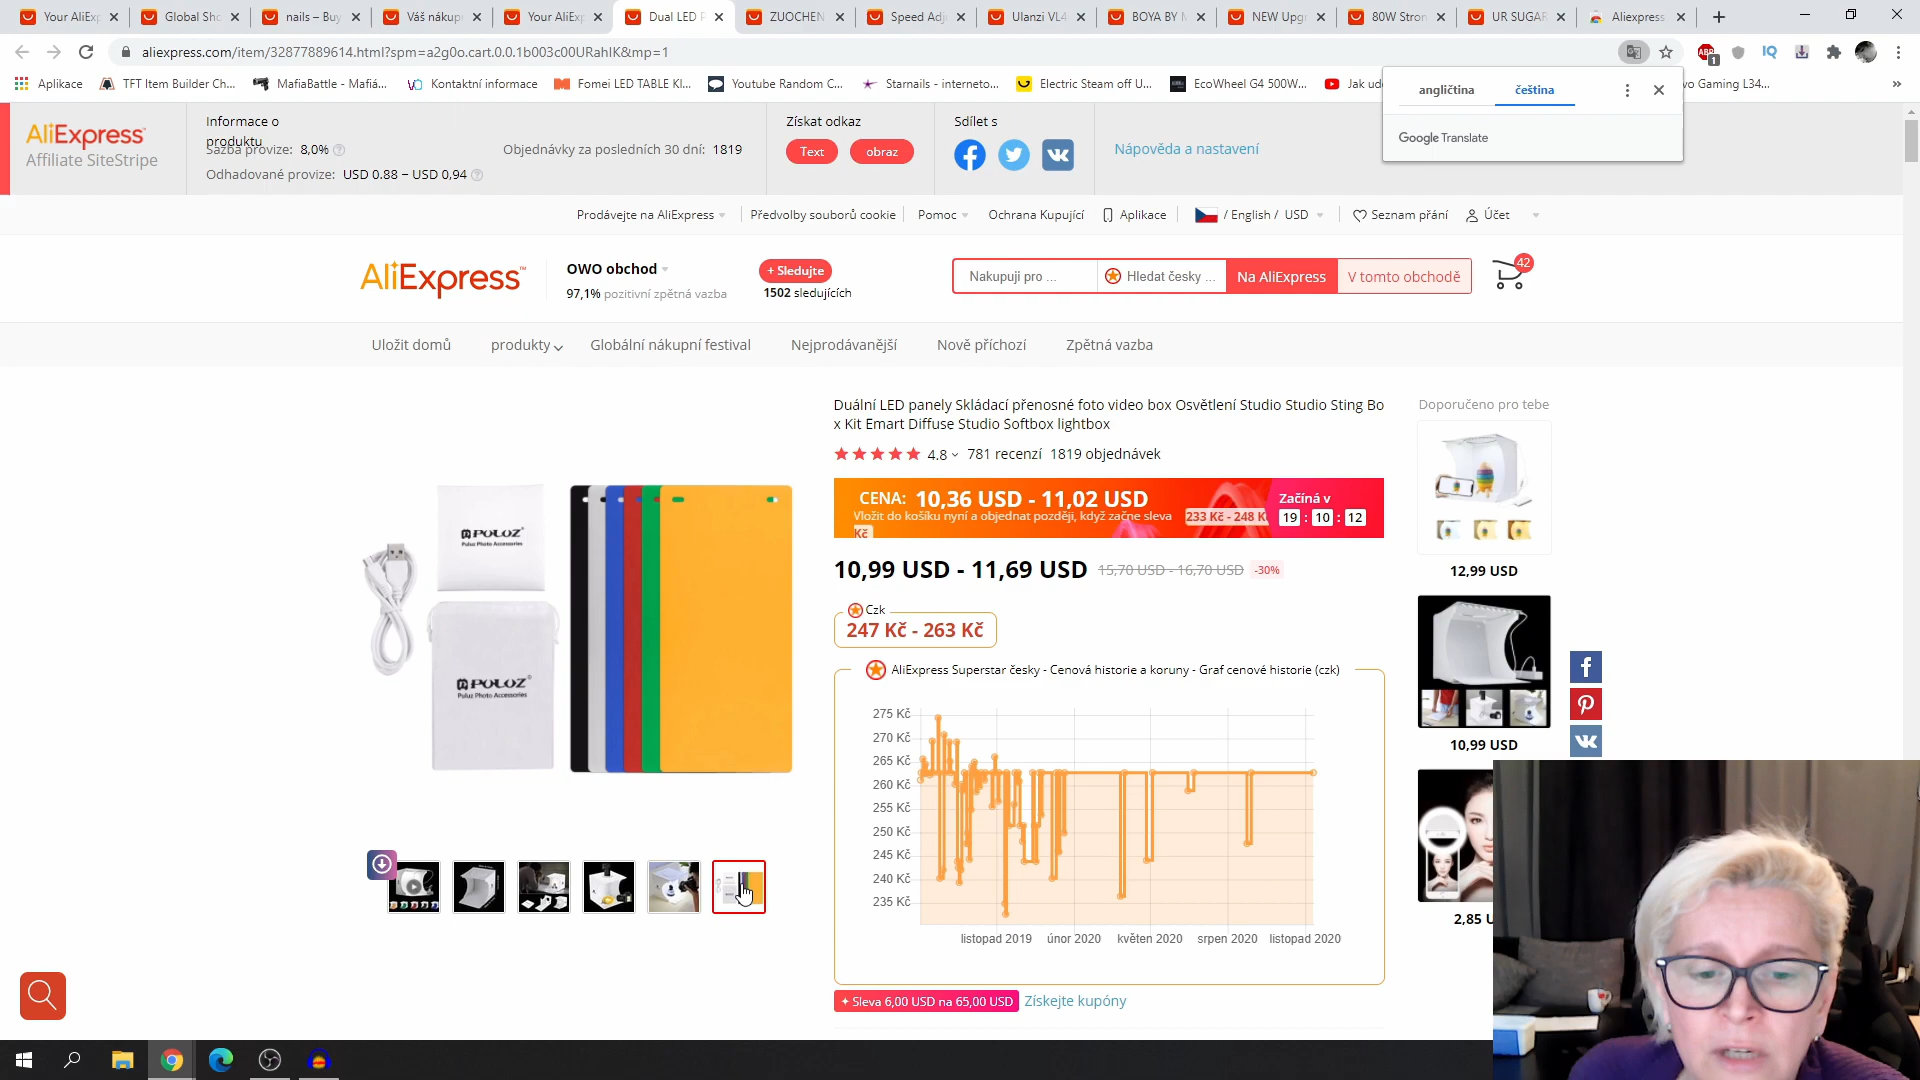 Your AliExp
Global Sho
nails – Buy
Váš nákup
Your AliExp
Dual LED P
ZUOCHEN
Speed Adj
Ulanzi VL4
BOYA BY M
NEW Upgr
80W Stron
UR SUGAR
Aliexpress
aliexpress.com/item/32877889614.html?spm=a2g0o.cart.0.0.1b003c00URahlK&mp=1
Aplikace
TFT Item Builder Ch...
MafiaBattle - Mafiá...
Kontaktní informace
Fomei LED TABLE KI...
Youtube Random C...
Starnails - interneto...
Electric Steam off U...
EcoWheel G4 500W...
Jak ud
vo Gaming L34...
angličtina
čeština
Google Translate
AliExpress
Affiliate SiteStripe
Informace o
produktu
Sazba provize: 8,0%
Objednávky za posledních 30 dní: 1819
Odhadované provize: USD 0.88 – USD 0,94
Získat odkaz
Text
obraz
Sdílet s
Nápověda a nastavení
Prodávejte na AliExpress
Předvolby souborů cookie
Pomoc
Ochrana Kupující
Aplikace
/ English / USD
Seznam přání
Účet
AliExpress
OWO obchod
97,1% pozitivní zpětná vazba
+ Sledujte
1502 sledujících
Nakupuji pro ...
Hledat česky ...
Na AliExpress
V tomto obchodě
42
Uložit domů
produkty
Globální nákupní festival
Nejprodávanější
Nově příchozí
Zpětná vazba
PULUZ
Puluz Photo Accessories
PULUZ
Puluz Photo Accessories
Duální LED panely Skládací přenosné foto video box Osvětlení Studio Studio Sting Bo
x Kit Emart Diffuse Studio Softbox lightbox
4.8
781 recenzí
1819 objednávek
CENA: 10,36 USD - 11,02 USD
Vložit do košíku nyní a objednat později, když začne sleva
233 Kč - 248 K
Kč
Začíná v
19 : 10 : 12
10,99 USD - 11,69 USD
15,70 USD - 16,70 USD
-30%
Czk
247 Kč - 263 Kč
AliExpress Superstar česky - Cenová historie a koruny - Graf cenové historie (czk)
275 Kč
270 Kč
265 Kč
260 Kč
255 Kč
250 Kč
245 Kč
240 Kč
235 Kč
listopad 2019
únor 2020
květen 2020
srpen 2020
listopad 2020
Sleva 6,00 USD na 65,00 USD
Získejte kupóny
Doporučeno pro tebe
12,99 USD
10,99 USD
2,85 U